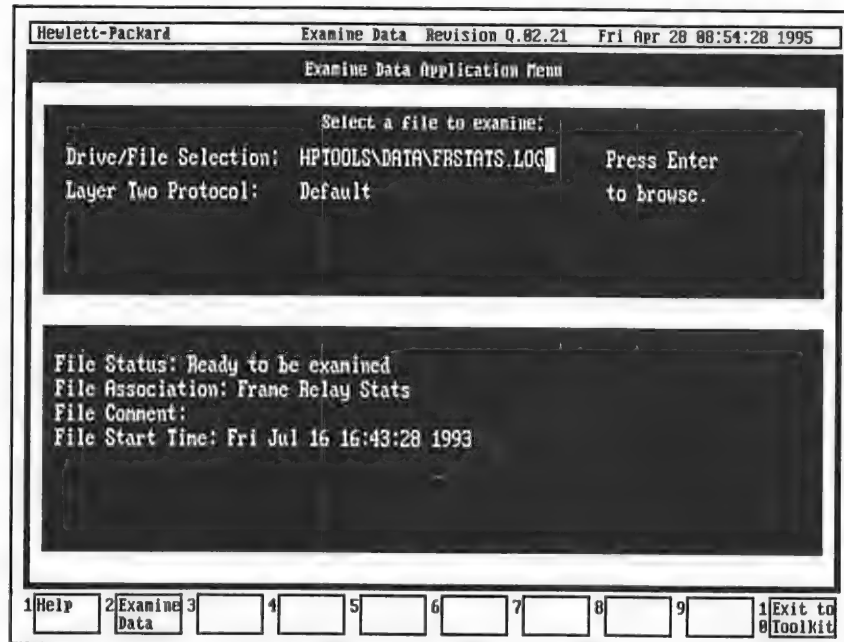 Hewlett-Packard Examine Data Revision Q.02.21 Fri Apr 28 08:54:28 1995
Examine Data Application Menu
Select a file to examine:
Drive/File Selection: HPTOOLS\DATA\FRSTATS.LOG Press Enter
Layer Two Protocol: Default to browse.
File Status: Ready to be examined
File Association: Frame Relay Stats
File Comment:
File Start Time: Fri Jul 16 16:43:28 1993
1 Help 2 Examine Data 3 4 5 6 7 8 9 10 Exit to Toolkit